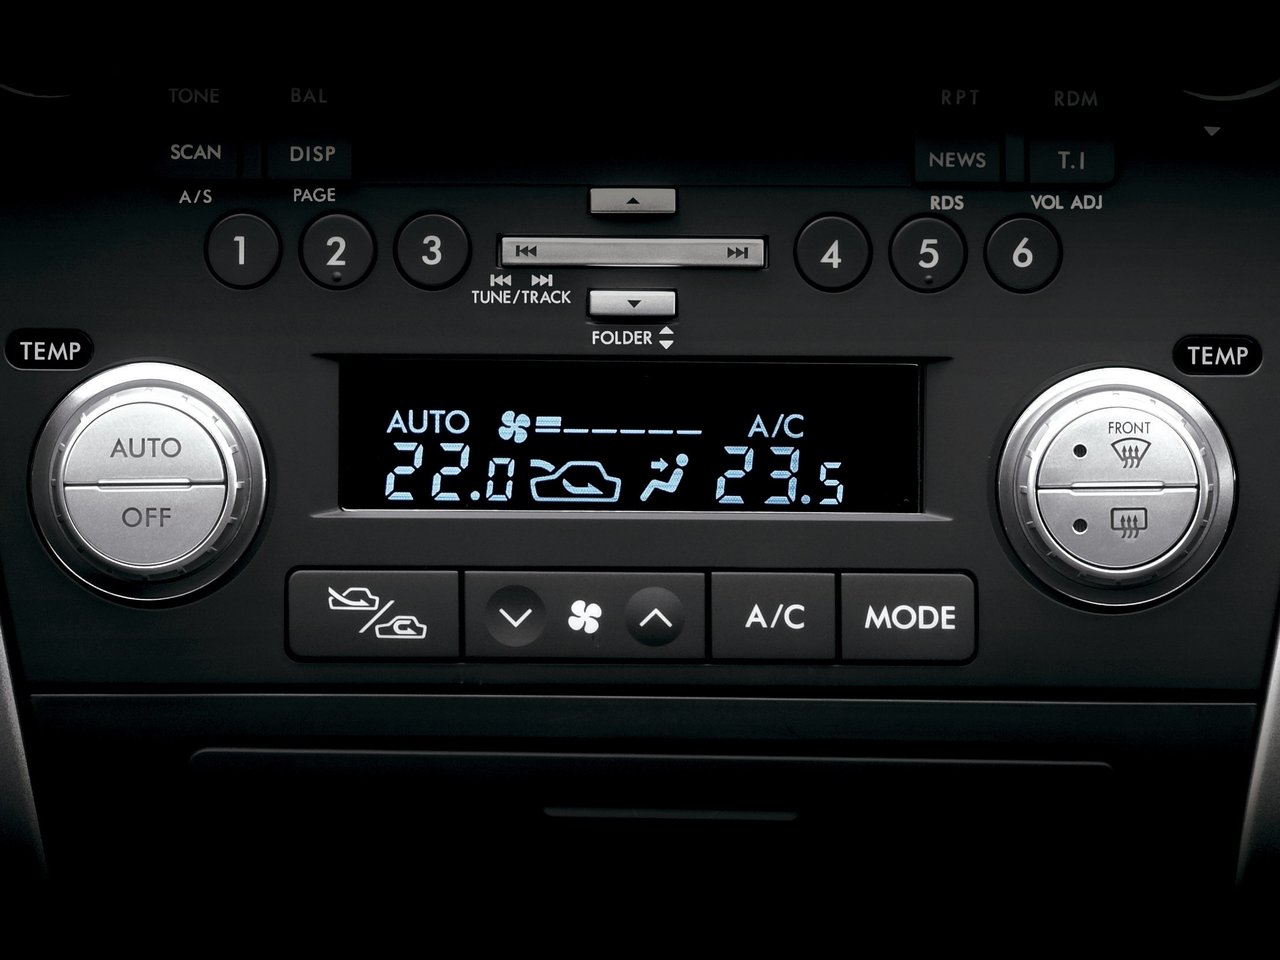 TONE BAL RPT RDM
SCAN DISP NEWS T.I
A/S PAGE RDS VOL ADJ
1 2 3 4 5 6
TUNE/TRACK
FOLDER
TEMP TEMP
AUTO A/C
22.0 23.5
AUTO
OFF
FRONT
A/C MODE